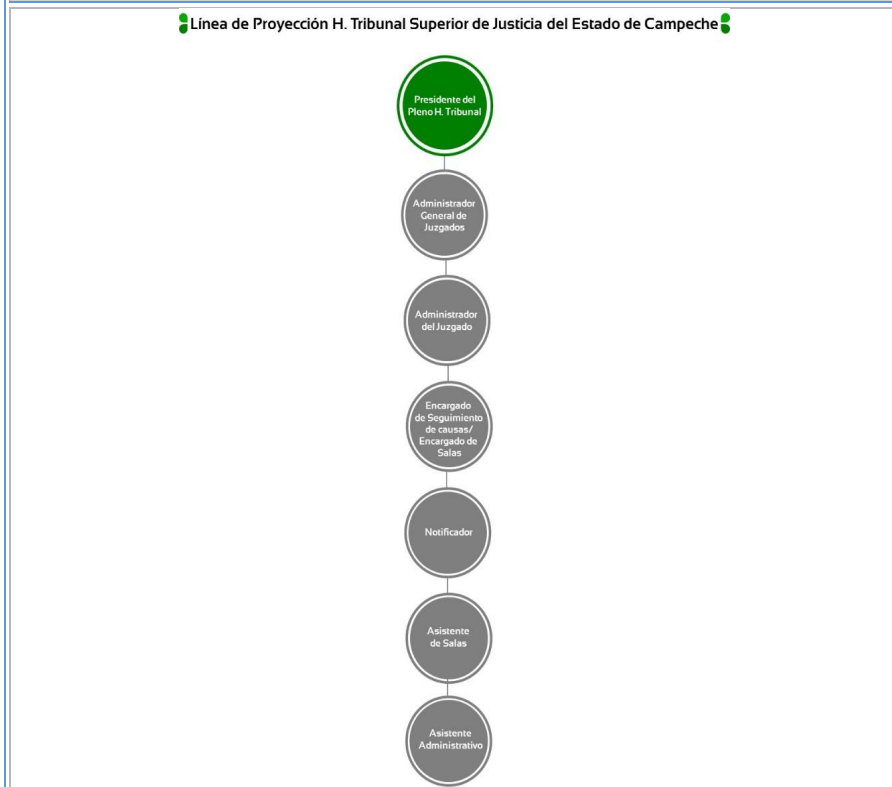 Línea de Proyección H. Tribunal Superior de Justicia del Estado de Campeche
Presidente del
Pleno H. Tribunal
Administrador
General de
Juzgados
Administrador
del Juzgado
Encargado
de Seguimiento
de causas/
Encargado de
Salas
Notificador
Asistente
de Salas
Asistente
Administrativo